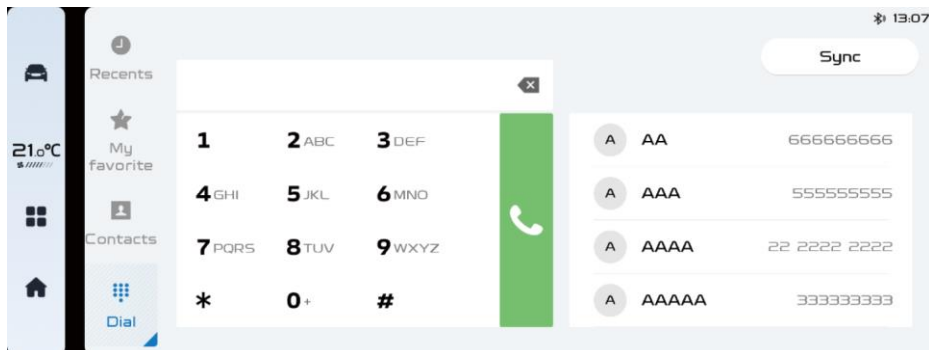 13:07
21.0°C
Recents
My
favorite
Contacts
Dial
1 2 ABC 3 DEF
4 GHI 5 JKL 6 MNO
7 PQRS 8 TUV 9 WXYZ
* 0 + #
Sync
A AA 666666666
A AAA 555555555
A AAAA 22 2222 2222
A AAAAA 333333333